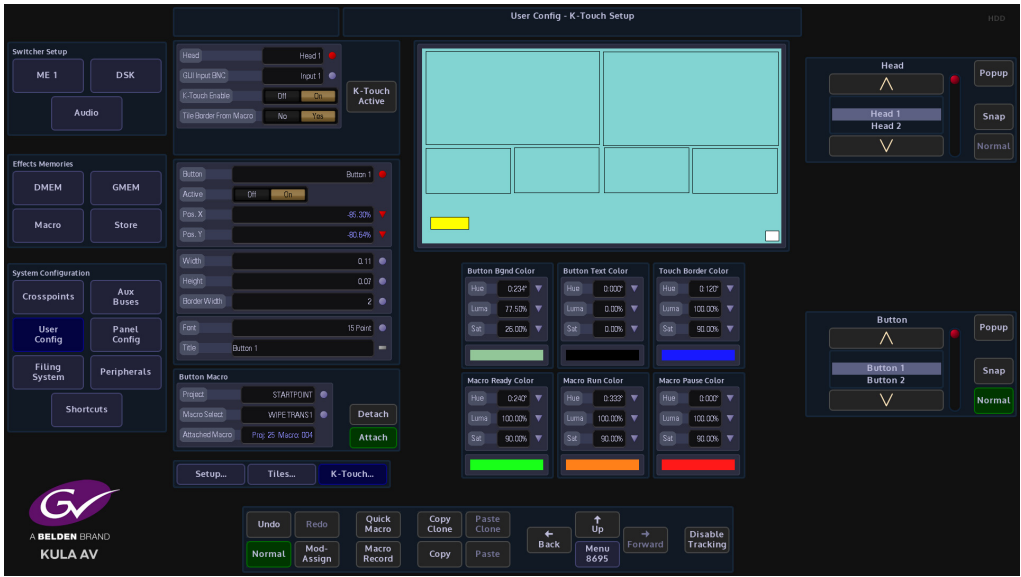 User Config - K-Touch Setup
HDD
Switcher Setup
ME 1
DSK
Audio
Effects Memories
DMEM
GMEM
Macro
Store
System Configuration
Crosspoints
Aux
Buses
User
Config
Panel
Config
Filing
System
Peripherals
Shortcuts
Head
Head 1
GUI Input BNC
Input 1
K-Touch Enable
Off
On
Tile Border From Macro
No
Yes
K-Touch
Active
Button
Button 1
Active
Off
On
Pos. X
-85.30%
Pos. Y
-80.64%
Width
0.11
Height
0.07
Border Width
2
Font
15 Point
Title
Button 1
Button Macro
Project
STARTPOINT
Macro Select
WIPETRANS1
Attached Macro
Proj: 25 Macro: 004
Detach
Attach
Setup...
Tiles...
K-Touch...
Button Bgnd Color
Hue
0:234°
Luma
77.50%
Sat
26.00%
Button Text Color
Hue
0:000°
Luma
0.00%
Sat
0.00%
Touch Border Color
Hue
0:120°
Luma
100.00%
Sat
90.00%
Macro Ready Color
Hue
0:240°
Luma
100.00%
Sat
90.00%
Macro Run Color
Hue
0:333°
Luma
100.00%
Sat
90.00%
Macro Pause Color
Hue
0:000°
Luma
100.00%
Sat
90.00%
Head
Head 1
Head 2
Popup
Snap
Normal
Button
Button 1
Button 2
Popup
Snap
Normal
GV
A BELDEN BRAND
KULA AV
Undo
Redo
Normal
Mod-
Assign
Quick
Macro
Macro
Record
Copy
Clone
Paste
Clone
Copy
Paste
Back
Up
Menu
8695
Forward
Disable
Tracking